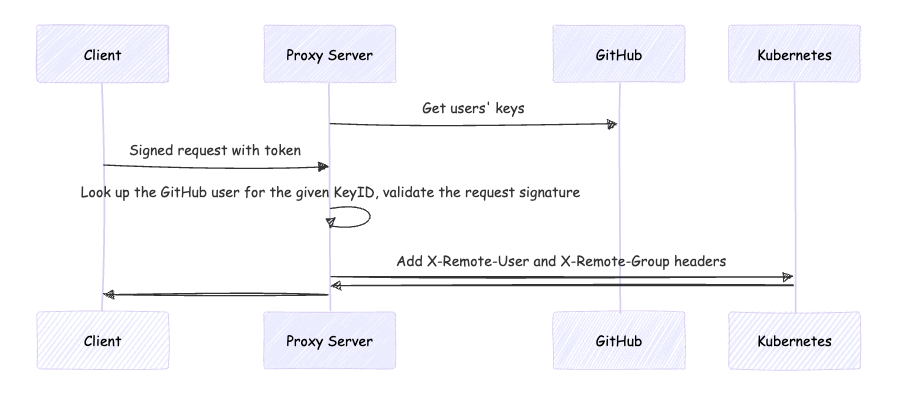 Client
Proxy Server
GitHub
Kubernetes
Get users' keys
Signed request with token
Look up the GitHub user for the given KeyID, validate the request signature
Add X-Remote-User and X-Remote-Group headers
Client
Proxy Server
GitHub
Kubernetes